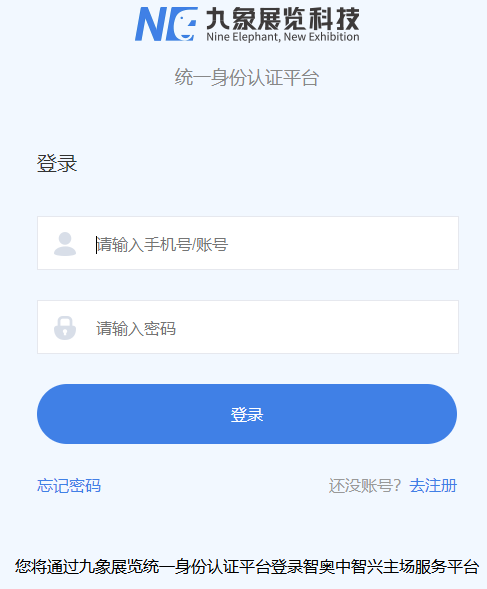 NE 九象展览科技
Nine Elephant, New Exhibition
统一身份认证平台
登录
请输入手机号/账号
请输入密码
登录
忘记密码 还没账号？去注册
您将通过九象展览统一身份认证平台登录智奥中智兴主场服务平台